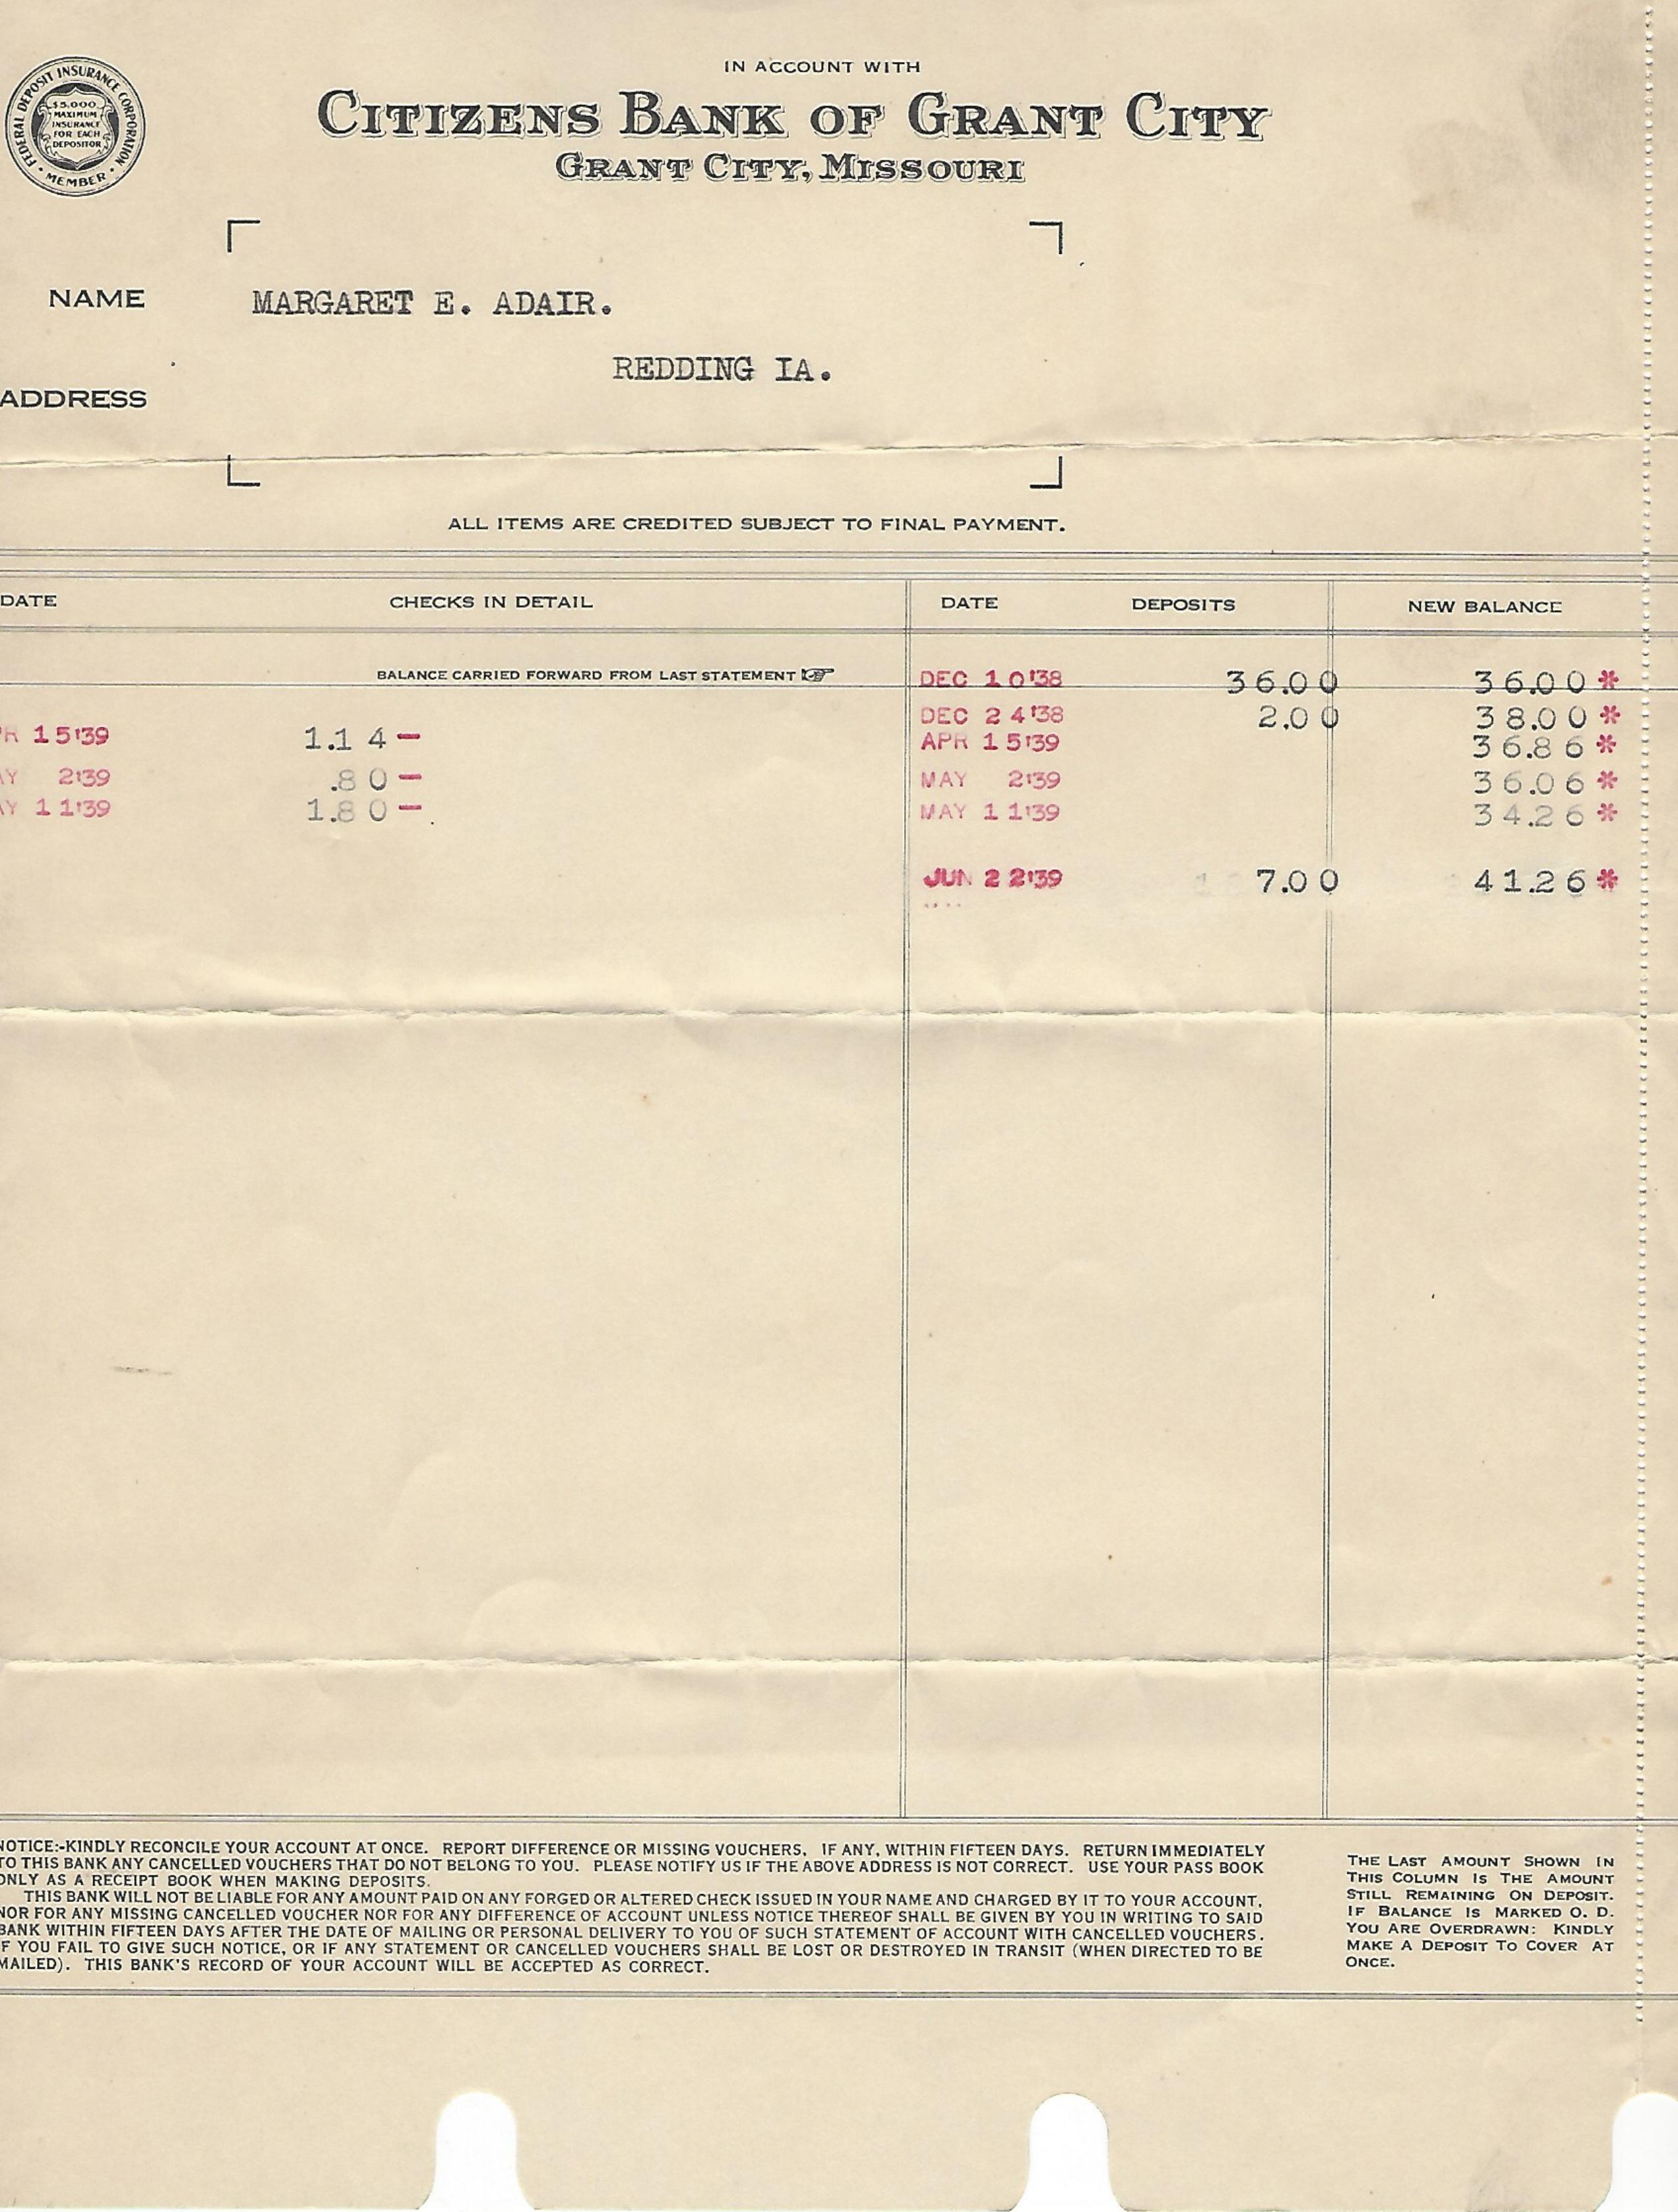 IN ACCOUNT WITH
CITIZENS BANK OF GRANT CITY
GRANT CITY, MISSOURI
FEDERAL DEPOSIT INSURANCE CORPORATION
$5,000
MAXIMUM
INSURANCE
FOR EACH
DEPOSITOR
• MEMBER •
NAME MARGARET E. ADAIR.
REDDING IA.
ADDRESS
ALL ITEMS ARE CREDITED SUBJECT TO FINAL PAYMENT.
DATE CHECKS IN DETAIL DATE DEPOSITS NEW BALANCE
BALANCE CARRIED FORWARD FROM LAST STATEMENT DEC 10'38 36.00 36.00 *
DEC 24'38 2.00 38.00 *
R 15'39 1.14 – APR 15'39 36.86 *
AY 2'39 .80 – MAY 2'39 36.06 *
AY 11'39 1.80 – MAY 11'39 34.26 *
JUN 22'39 7.00 41.26 *
NOTICE:-KINDLY RECONCILE YOUR ACCOUNT AT ONCE. REPORT DIFFERENCE OR MISSING VOUCHERS, IF ANY, WITHIN FIFTEEN DAYS. RETURN IMMEDIATELY
TO THIS BANK ANY CANCELLED VOUCHERS THAT DO NOT BELONG TO YOU. PLEASE NOTIFY US IF THE ABOVE ADDRESS IS NOT CORRECT. USE YOUR PASS BOOK
ONLY AS A RECEIPT BOOK WHEN MAKING DEPOSITS.
THIS BANK WILL NOT BE LIABLE FOR ANY AMOUNT PAID ON ANY FORGED OR ALTERED CHECK ISSUED IN YOUR NAME AND CHARGED BY IT TO YOUR ACCOUNT,
NOR FOR ANY MISSING CANCELLED VOUCHER NOR FOR ANY DIFFERENCE OF ACCOUNT UNLESS NOTICE THEREOF SHALL BE GIVEN BY YOU IN WRITING TO SAID
BANK WITHIN FIFTEEN DAYS AFTER THE DATE OF MAILING OR PERSONAL DELIVERY TO YOU OF SUCH STATEMENT OF ACCOUNT WITH CANCELLED VOUCHERS.
IF YOU FAIL TO GIVE SUCH NOTICE, OR IF ANY STATEMENT OR CANCELLED VOUCHERS SHALL BE LOST OR DESTROYED IN TRANSIT (WHEN DIRECTED TO BE
MAILED). THIS BANK'S RECORD OF YOUR ACCOUNT WILL BE ACCEPTED AS CORRECT.
THE LAST AMOUNT SHOWN IN
THIS COLUMN IS THE AMOUNT
STILL REMAINING ON DEPOSIT.
IF BALANCE IS MARKED O. D.
YOU ARE OVERDRAWN: KINDLY
MAKE A DEPOSIT TO COVER AT
ONCE.